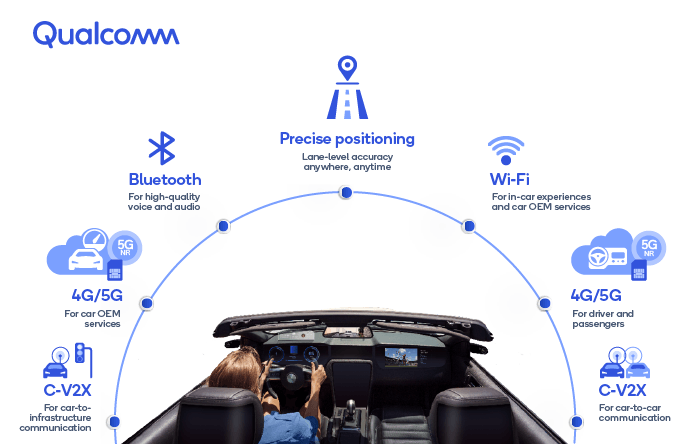 Qualcomm
Precise positioning
Lane-level accuracy
anywhere, anytime
Bluetooth
For high-quality
voice and audio
Wi-Fi
For in-car experiences
and car OEM services
5G
NR
4G/5G
For car OEM
services
5G
NR
4G/5G
For driver and
passengers
C-V2X
For car-to-
infrastructure
communication
C-V2X
For car-to-car
communication